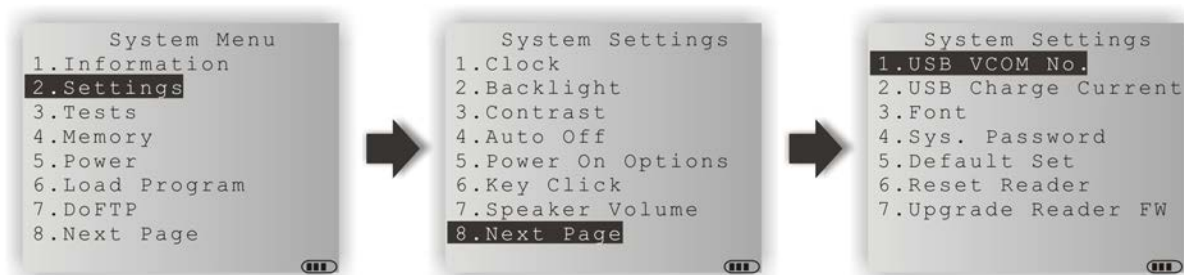 System Menu
1.Information
2.Settings
3.Tests
4.Memory
5.Power
6.Load Program
7.DoFTP
8.Next Page
System Settings
1.Clock
2.Backlight
3.Contrast
4.Auto Off
5.Power On Options
6.Key Click
7.Speaker Volume
8.Next Page
System Settings
1.USB VCOM No.
2.USB Charge Current
3.Font
4.Sys. Password
5.Default Set
6.Reset Reader
7.Upgrade Reader FW